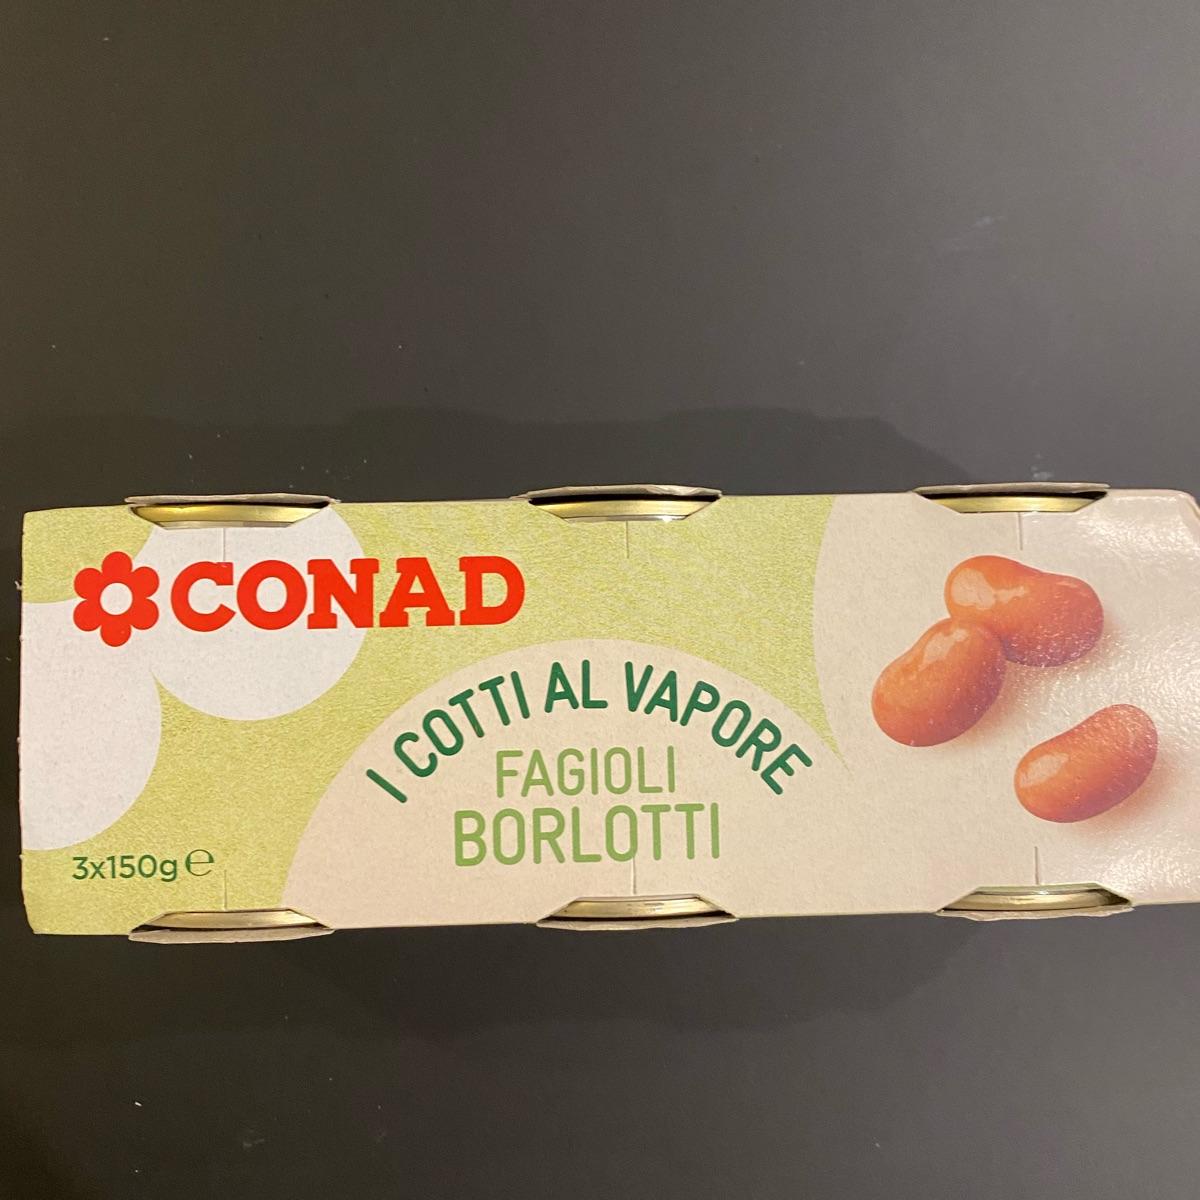 CONAD
I COTTI AL VAPORE
FAGIOLI
BORLOTTI
3x150g ℮